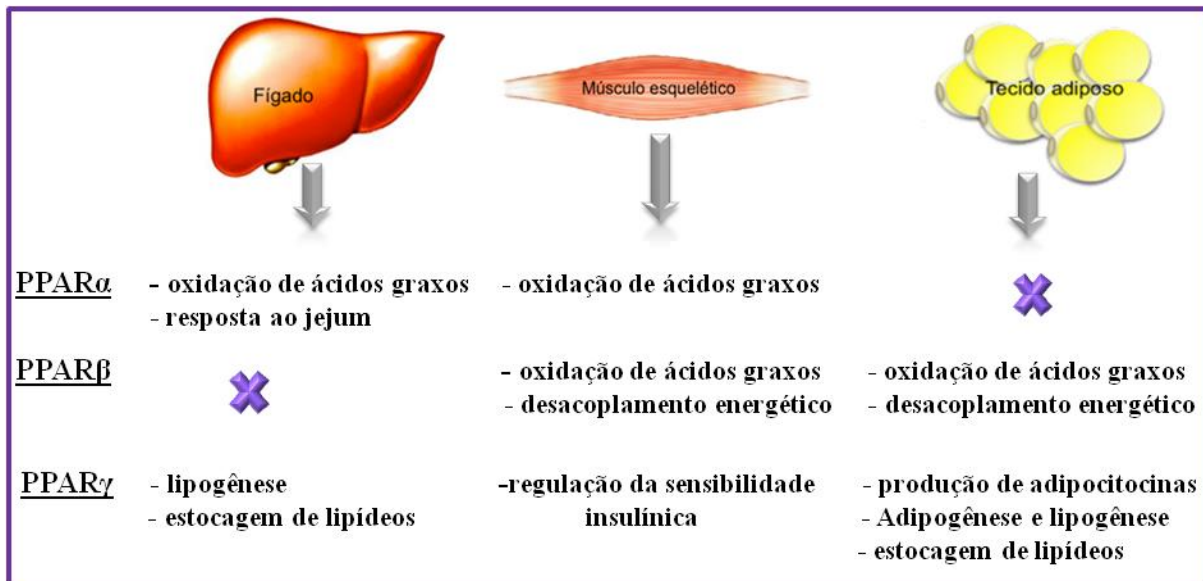 Fígado
Músculo esquelético
Tecido adiposo
PPARα
- oxidação de ácidos graxos
- resposta ao jejum
- oxidação de ácidos graxos
PPARβ
- oxidação de ácidos graxos
- desacoplamento energético
- oxidação de ácidos graxos
- desacoplamento energético
PPARγ
- lipogênese
- estocagem de lipídeos
-regulação da sensibilidade
insulínica
- produção de adipocitocinas
- Adipogênese e lipogênese
- estocagem de lipídeos